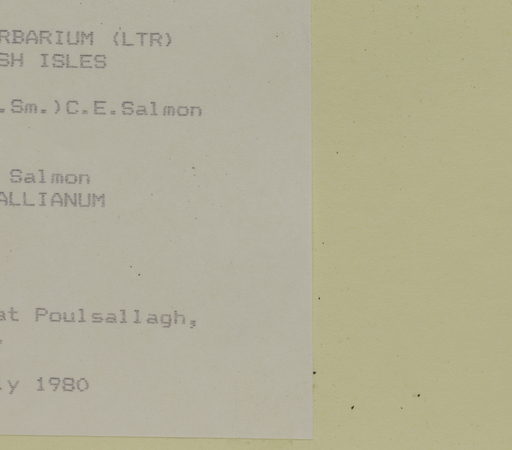 RBARIUM (LTR)
SH ISLES
.Sm.)C.E.Salmon
Salmon
ALLIANUM
at Poulsallagh,
y 1980